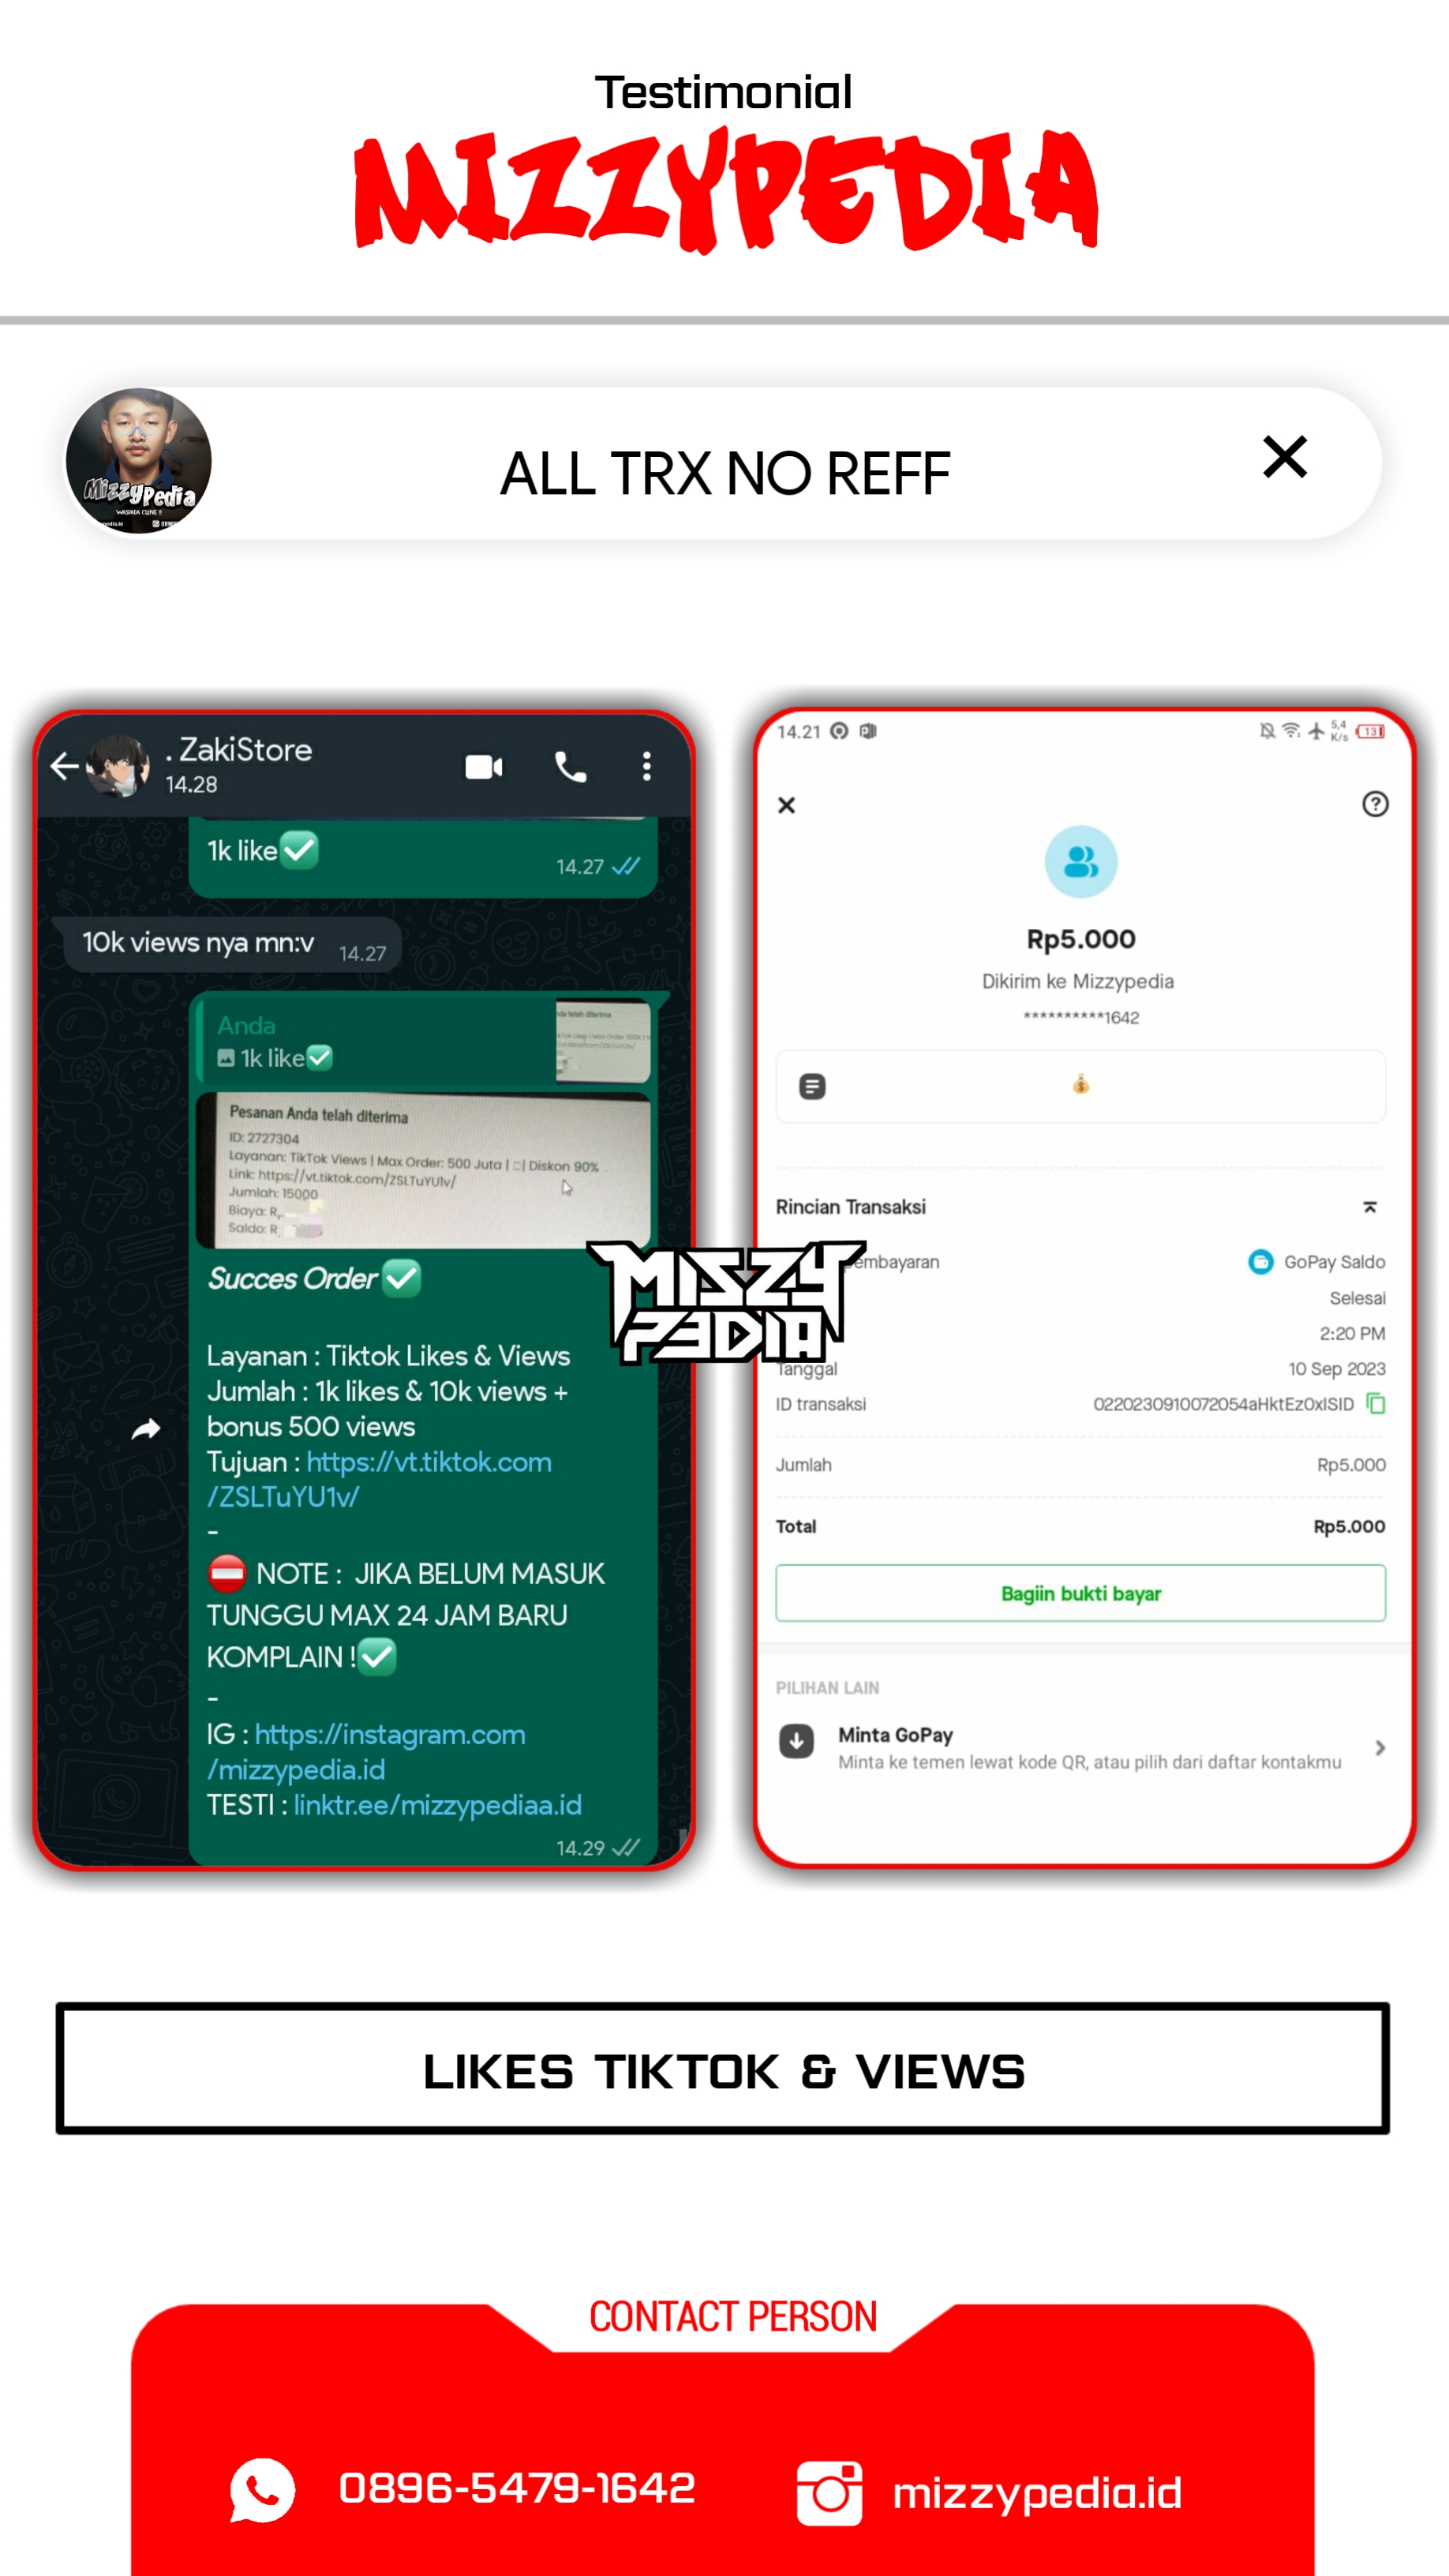 Testimonial
MIZZYPEDIA
MizzyPedia
ALL TRX NO REFF
. ZakiStore
14.28
1k like✅
14.27
10k views nya mn:v
14.27
Anda
1k like✅
Pesanan Anda telah diterima
ID: 2727304
Layanan: TikTok Views | Max Order: 500 Juta | □| Diskon 90%
Link: https://vt.tiktok.com/ZSLTuYU1v/
Jumlah: 15000
Biaya: R
Saldo: R
Succes Order✅
Layanan : Tiktok Likes & Views
Jumlah : 1k likes & 10k views +
bonus 500 views
Tujuan : https://vt.tiktok.com
/ZSLTuYU1v/
-
⛔ NOTE : JIKA BELUM MASUK
TUNGGU MAX 24 JAM BARU
KOMPLAIN !✅
-
IG : https://instagram.com
/mizzypedia.id
TESTI : linktr.ee/mizzypediaa.id
14.29
MIZZY
PEDIA
14.21
5,4
K/s
13
Rp5.000
Dikirim ke Mizzypedia
**********1642
Rincian Transaksi
embayaran
GoPay Saldo
Selesai
2:20 PM
Tanggal
10 Sep 2023
ID transaksi
0220230910072054aHktEz0xISID
Jumlah
Rp5.000
Total
Rp5.000
Bagiin bukti bayar
PILIHAN LAIN
Minta GoPay
Minta ke temen lewat kode QR, atau pilih dari daftar kontakmu
LIKES TIKTOK & VIEWS
CONTACT PERSON
0896-5479-1642
mizzypedia.id